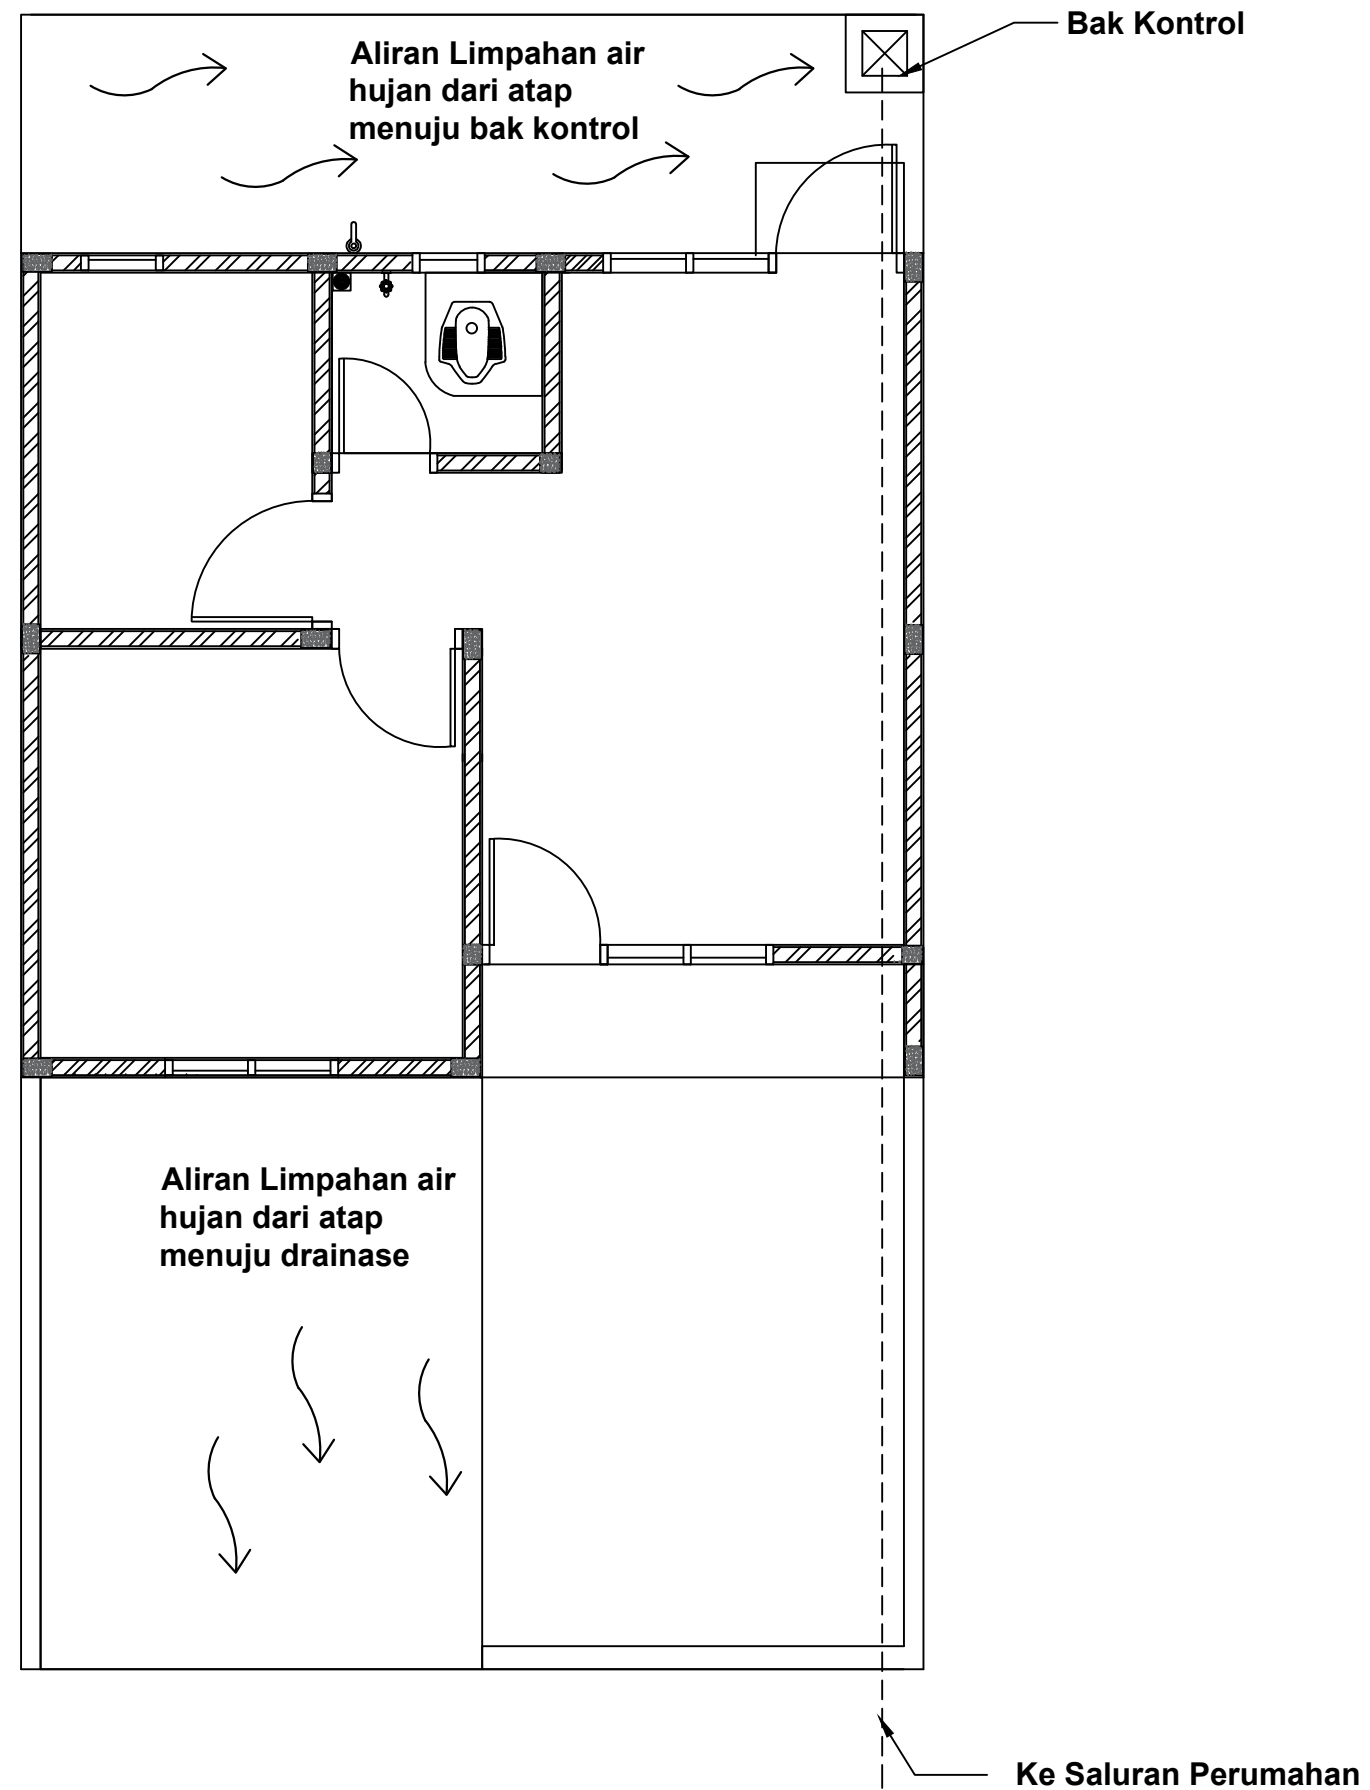 Bak Kontrol
Aliran Limpahan air
hujan dari atap
menuju bak kontrol
Aliran Limpahan air
hujan dari atap
menuju drainase
Ke Saluran Perumahan